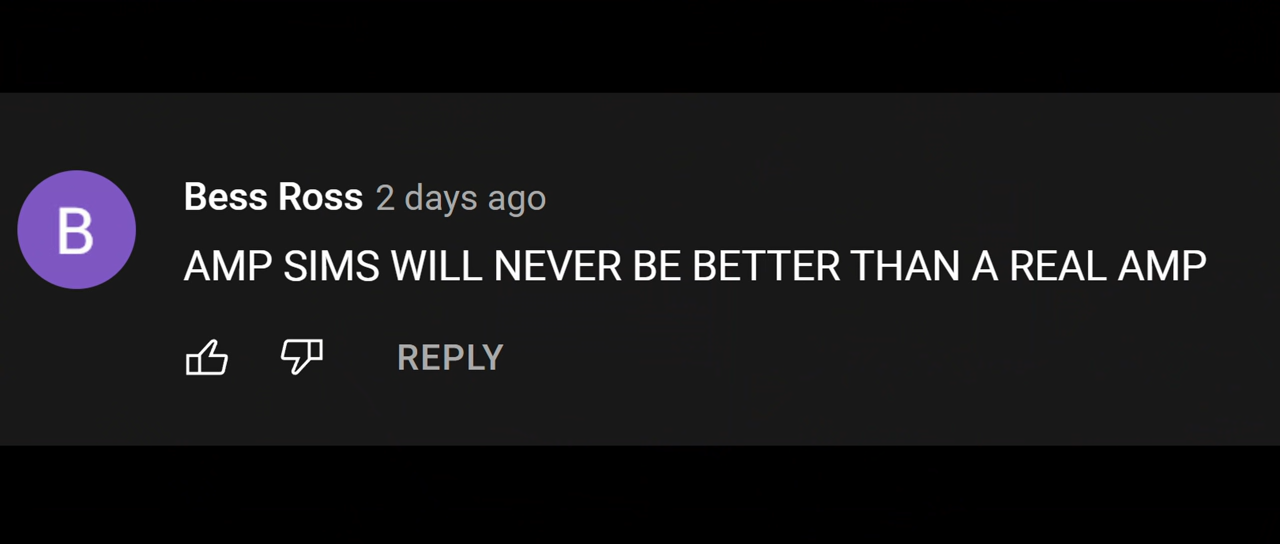 B
Bess Ross 2 days ago
AMP SIMS WILL NEVER BE BETTER THAN A REAL AMP
REPLY